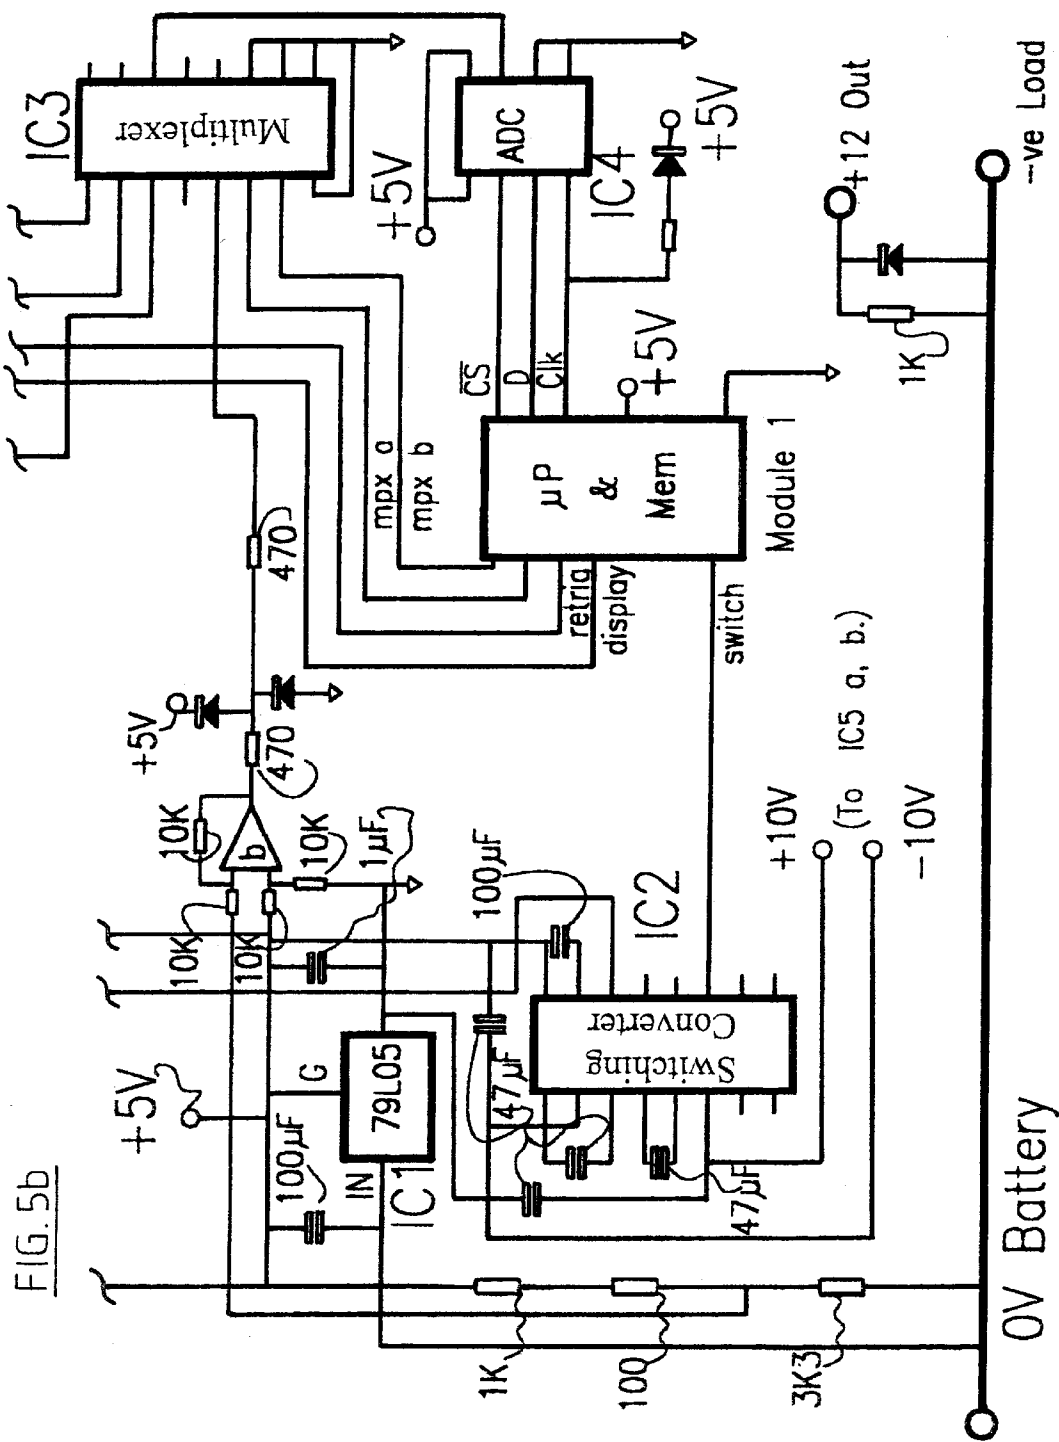 FIG. 5b
+5V
100µF
G
IN
79L05
IC1
10K
10K
10K
b
10K
1µF
+5V
470
470
IC3
Multiplexer
+5V
ADC
IC4
+5V
mpx a
mpx b
C̅S̅
D
Clk
µP
&
Mem
+5V
Module 1
retrig
display
switch
100µF
IC2
Switching
Converter
47µF
47µF
+10V
(To IC5 a, b.)
-10V
1K
100
3K3
1K
+12 Out
-ve Load
0V Battery